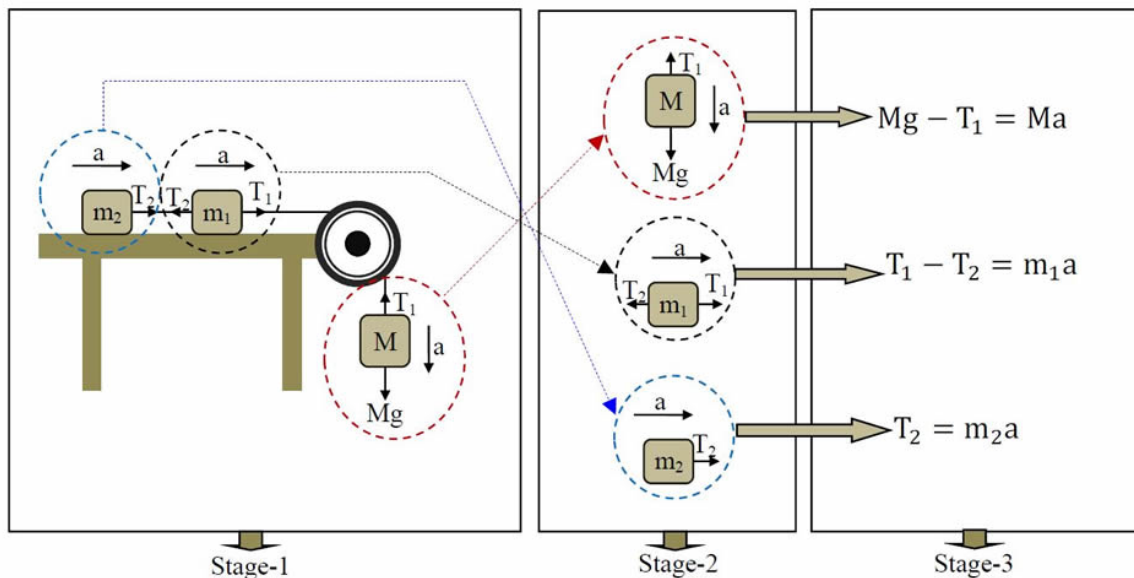 a
a
m₂
T₂
T₂
m₁
T₁
T₁
M
a
Mg
Stage-1
T₁
M
a
Mg
a
T₂
m₁
T₁
a
m₂
T₂
Stage-2
Mg − T₁ = Ma
T₁ − T₂ = m₁a
T₂ = m₂a
Stage-3